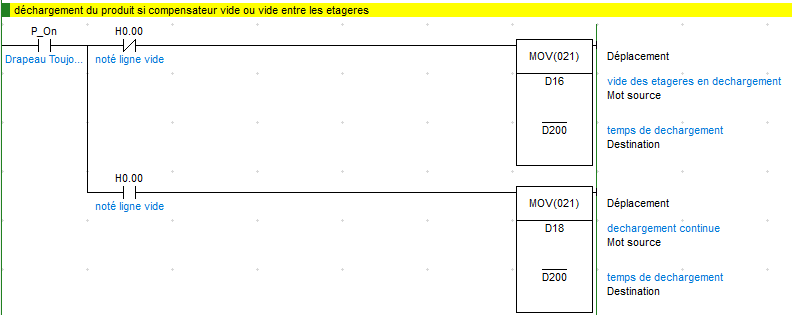 déchargement du produit si compensateur vide ou vide entre les etageres
P_On H0.00
Drapeau Toujo... noté ligne vide
MOV(021) Déplacement
D16 vide des etageres en dechargement
Mot source
D200 temps de dechargement
Destination
H0.00
noté ligne vide
MOV(021) Déplacement
D18 dechargement continue
Mot source
D200 temps de dechargement
Destination